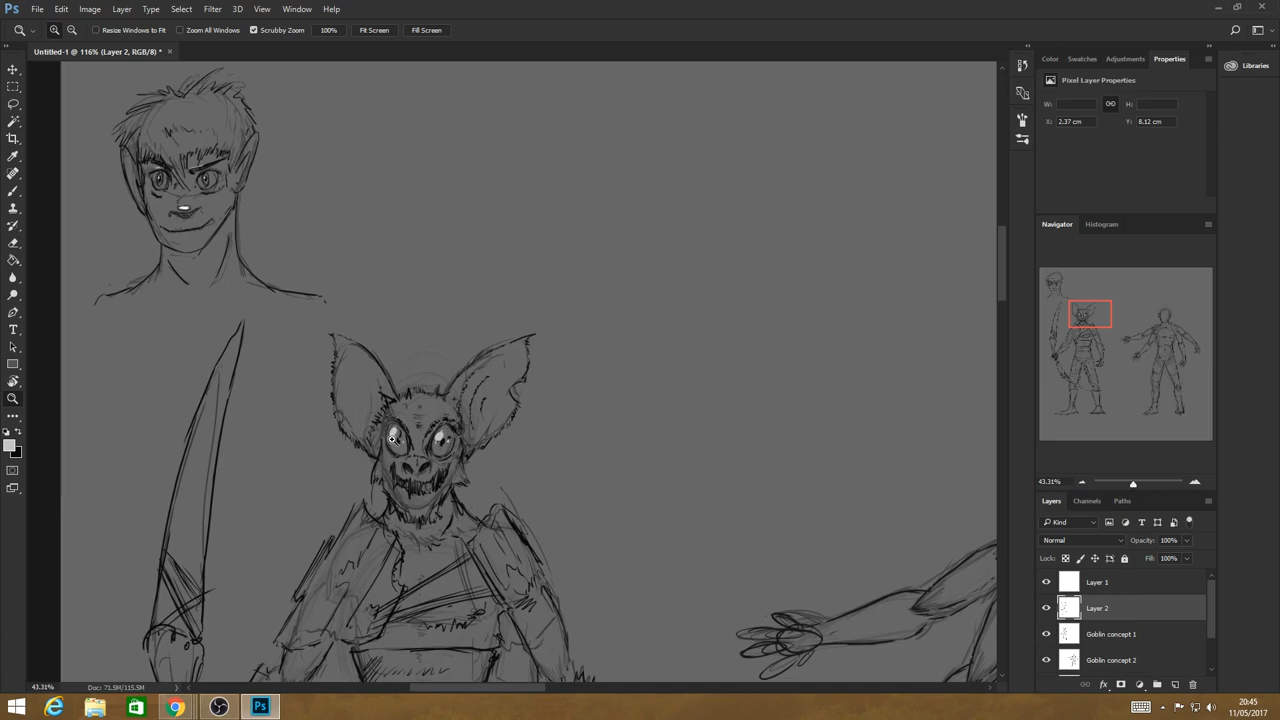 Ps File Edit Image Layer Type Select Filter 3D View Window Help
Resize Windows to Fit Zoom All Windows Scrubby Zoom 100% Fit Screen Fill Screen
Untitled-1 @ 116% (Layer 2, RGB/8) * ×
Color Swatches Adjustments Properties
Libraries
Pixel Layer Properties
W: H:
X: 2.37 cm Y: 8.12 cm
Navigator Histogram
43.31%
Layers Channels Paths
Kind
Normal Opacity: 100%
Lock: Fill: 100%
Layer 1
Layer 2
Goblin concept 1
Goblin concept 2
fx
43.31% Doc: 71.5M/115.5M
Ps
20:45
11/05/2017